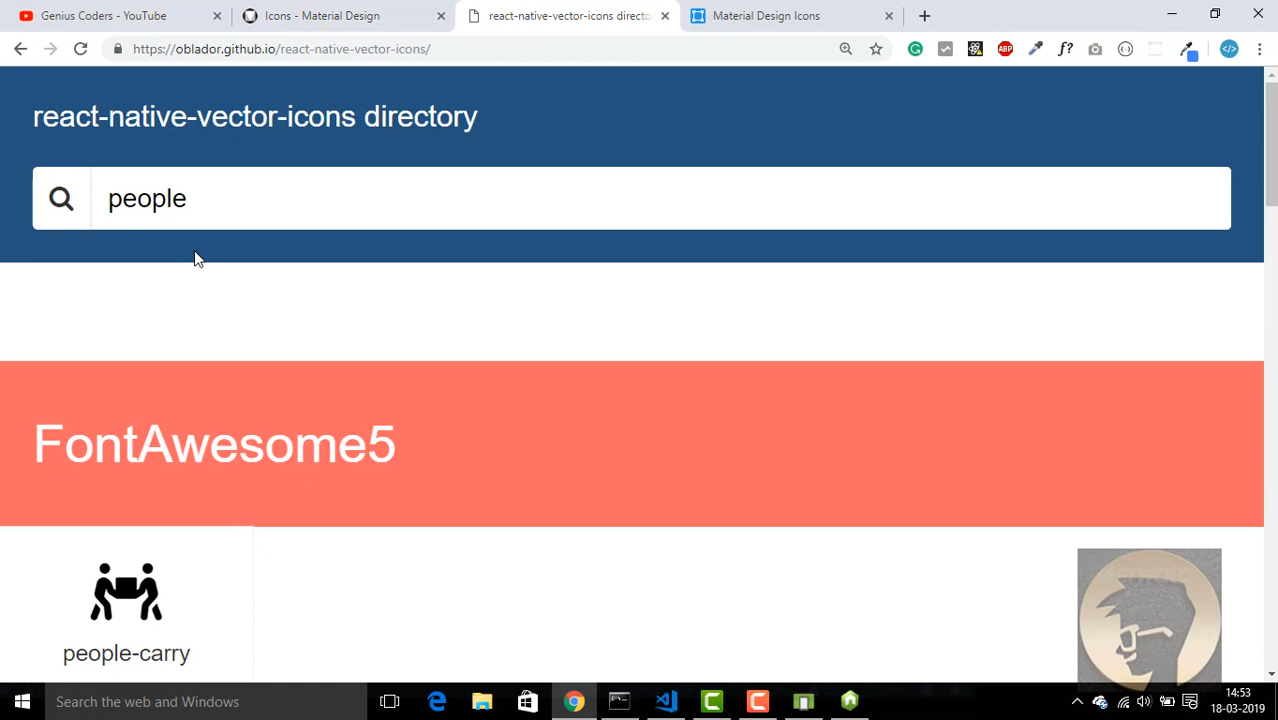 Genius Coders - YouTube
Icons - Material Design
react-native-vector-icons directo
Material Design Icons
https://oblador.github.io/react-native-vector-icons/
f?
ABP
react-native-vector-icons directory
people
FontAwesome5
people-carry
Search the web and Windows
14:53
18-03-2019